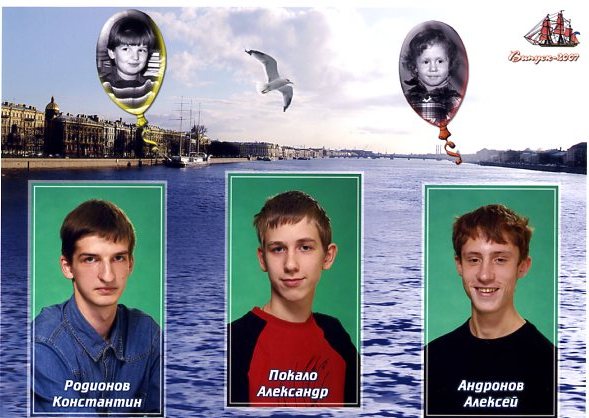 Выпуск-2007
Родионов
Константин
Покало
Александр
Андронов
Алексей